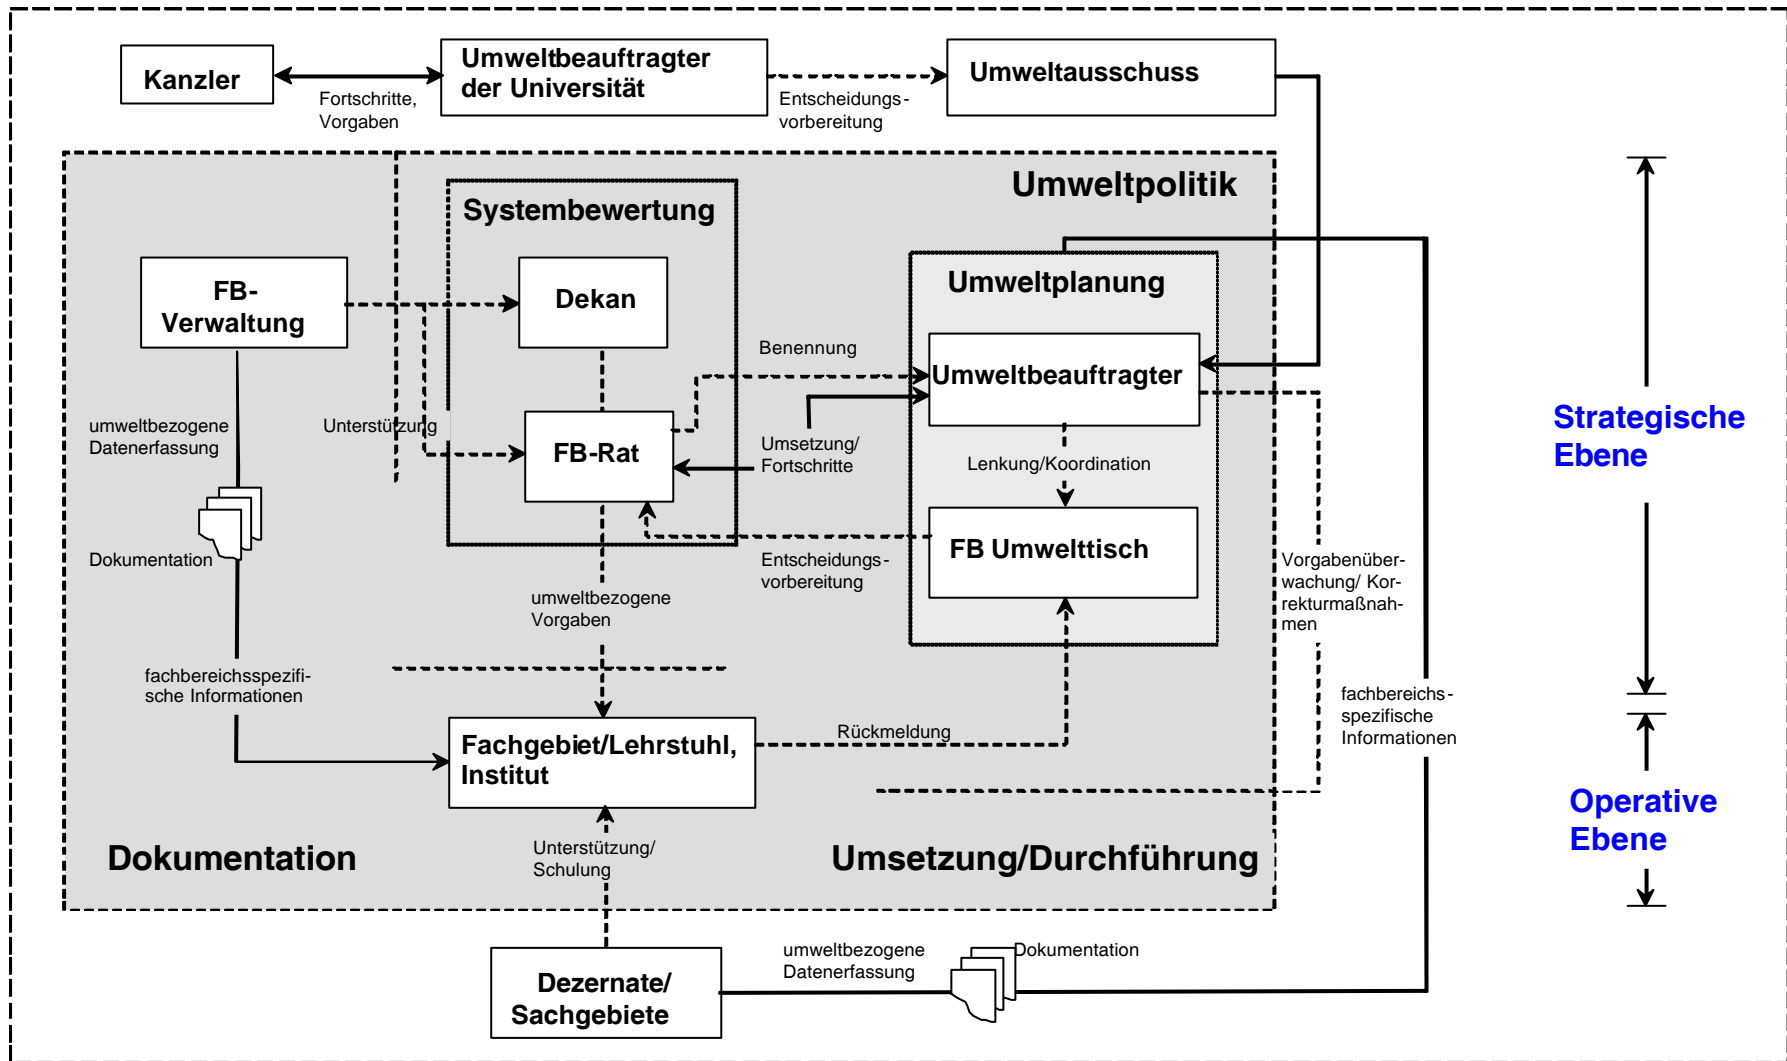 Kanzler
Fortschritte,
Vorgaben
Umweltbeauftragter
der Universität
Entscheidungs-
vorbereitung
Umweltausschuss
Umweltpolitik
Systembewertung
FB-
Verwaltung
Dekan
Umweltplanung
Benennung
Umweltbeauftragter
umweltbezogene
Datenerfassung
Unterstützung
FB-Rat
Umsetzung/
Fortschritte
Lenkung/Koordination
Strategische
Ebene
Dokumentation
umweltbezogene
Vorgaben
Entscheidungs-
vorbereitung
FB Umwelttisch
Vorgabenüber-
wachung/ Kor-
rekturmaßnah-
men
fachbereichsspezifi-
sche Informationen
fachbereichs-
spezifische
Informationen
Fachgebiet/Lehrstuhl,
Institut
Rückmeldung
Operative
Ebene
Dokumentation
Unterstützung/
Schulung
Umsetzung/Durchführung
Dezernate/
Sachgebiete
umweltbezogene
Datenerfassung
Dokumentation